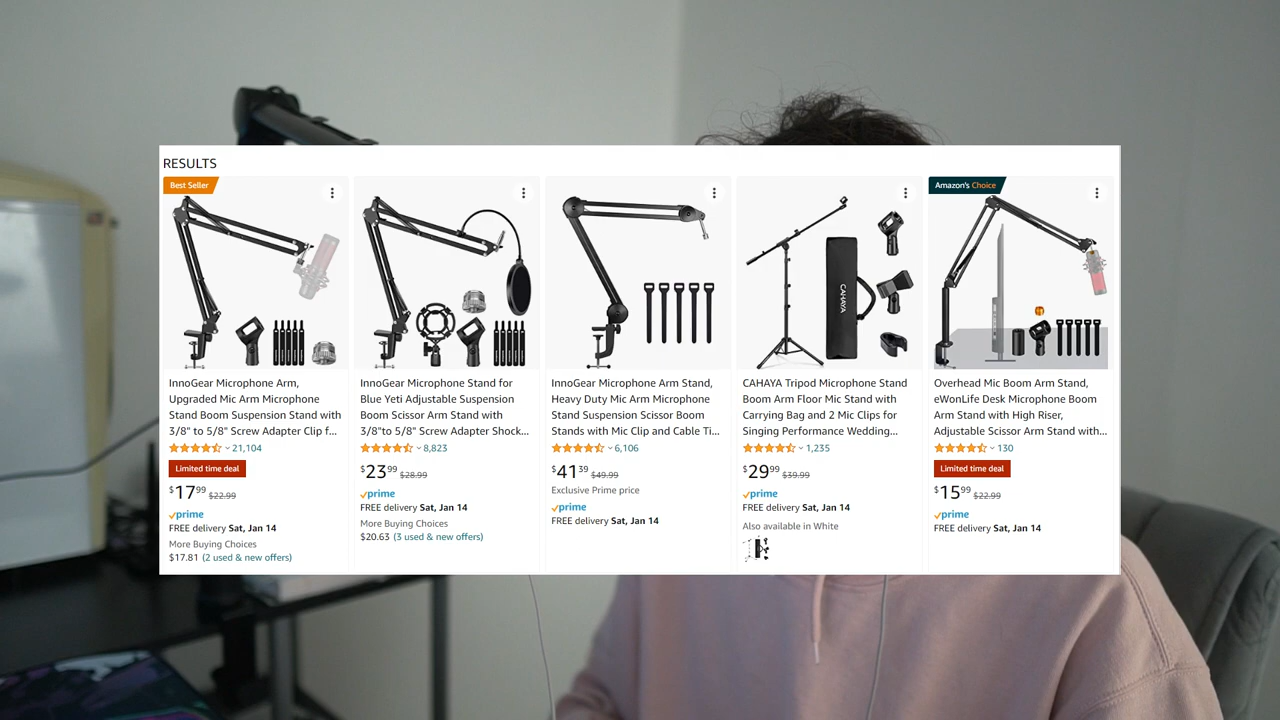 RESULTS
Best Seller
InnoGear Microphone Arm,
Upgraded Mic Arm Microphone
Stand Boom Suspension Stand with
3/8" to 5/8" Screw Adapter Clip f...
21,104
Limited time deal
$17.99 $22.99
prime
FREE delivery Sat, Jan 14
More Buying Choices
$17.81 (2 used & new offers)
InnoGear Microphone Stand for
Blue Yeti Adjustable Suspension
Boom Scissor Arm Stand with
3/8"to 5/8" Screw Adapter Shock...
8,823
$23.99 $28.99
prime
FREE delivery Sat, Jan 14
More Buying Choices
$20.63 (3 used & new offers)
InnoGear Microphone Arm Stand,
Heavy Duty Mic Arm Microphone
Stand Suspension Scissor Boom
Stands with Mic Clip and Cable Ti...
6,106
$41.39 $49.99
Exclusive Prime price
prime
FREE delivery Sat, Jan 14
CAHAYA
CAHAYA Tripod Microphone Stand
Boom Arm Floor Mic Stand with
Carrying Bag and 2 Mic Clips for
Singing Performance Wedding...
1,235
$29.99 $39.99
prime
FREE delivery Sat, Jan 14
Also available in White
Amazon's Choice
Overhead Mic Boom Arm Stand,
eWonLife Desk Microphone Boom
Arm Stand with High Riser,
Adjustable Scissor Arm Stand with...
130
Limited time deal
$15.99 $22.99
prime
FREE delivery Sat, Jan 14